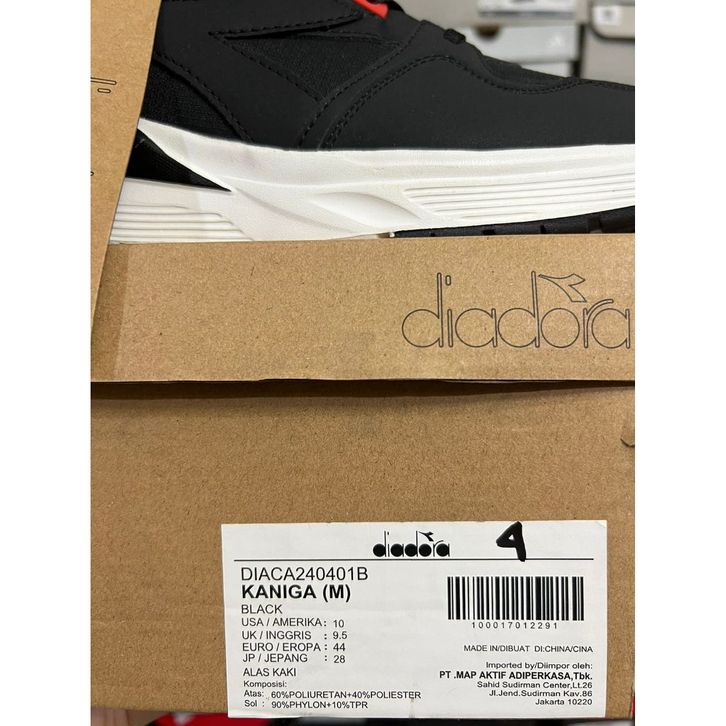 diadora
diadora 4
DIACA240401B
KANIGA (M)
BLACK
USA / AMERIKA : 10
UK / INGGRIS : 9.5
EURO / EROPA : 44
JP / JEPANG : 28
ALAS KAKI
Komposisi:
Atas: 60%POLIURETAN+40%POLIESTER
Sol : 90%PHYLON+10%TPR
100017012291
MADE IN/DIBUAT DI:CHINA/CINA
Imported by/Diimpor oleh:
PT .MAP AKTIF ADIPERKASA,Tbk.
Sahid Sudirman Center,Lt.26
Jl.Jend.Sudirman Kav.86
Jakarta 10220